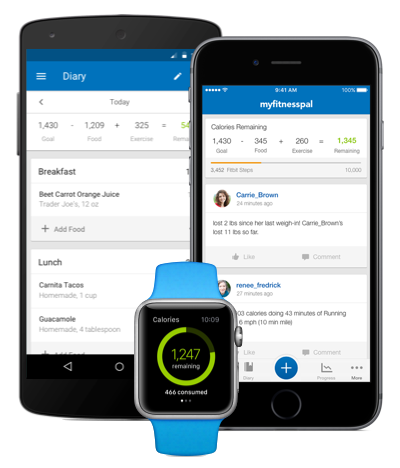 Diary
Today
1,430 - 1,209 + 325 =
Goal Food Exercise
Breakfast
Beet Carrot Orange Juice
Trader Joe's, 12 oz
+ Add Food
Lunch
Carnita Tacos
Homemade, 1 cup
Guacamole
Homemade, 4 tablespoon
9:41 AM 100%
myfitnesspal
Calories Remaining
1,430 - 345 + 260 = 1,345
Goal Food Exercise Remaining
3,452 Fitbit Steps 10,000
Carrie_Brown
24 minutes ago
lost 2 lbs since her last weigh-in! Carrie_Brown's
lost 11 lbs so far.
Like Comment
renee_fredrick
27 minutes ago
03 calories doing 43 minutes of Running
6 mph (10 min mile)
Like Comment
Diary Progress More
Calories 10:09
1,247
remaining
466 consumed